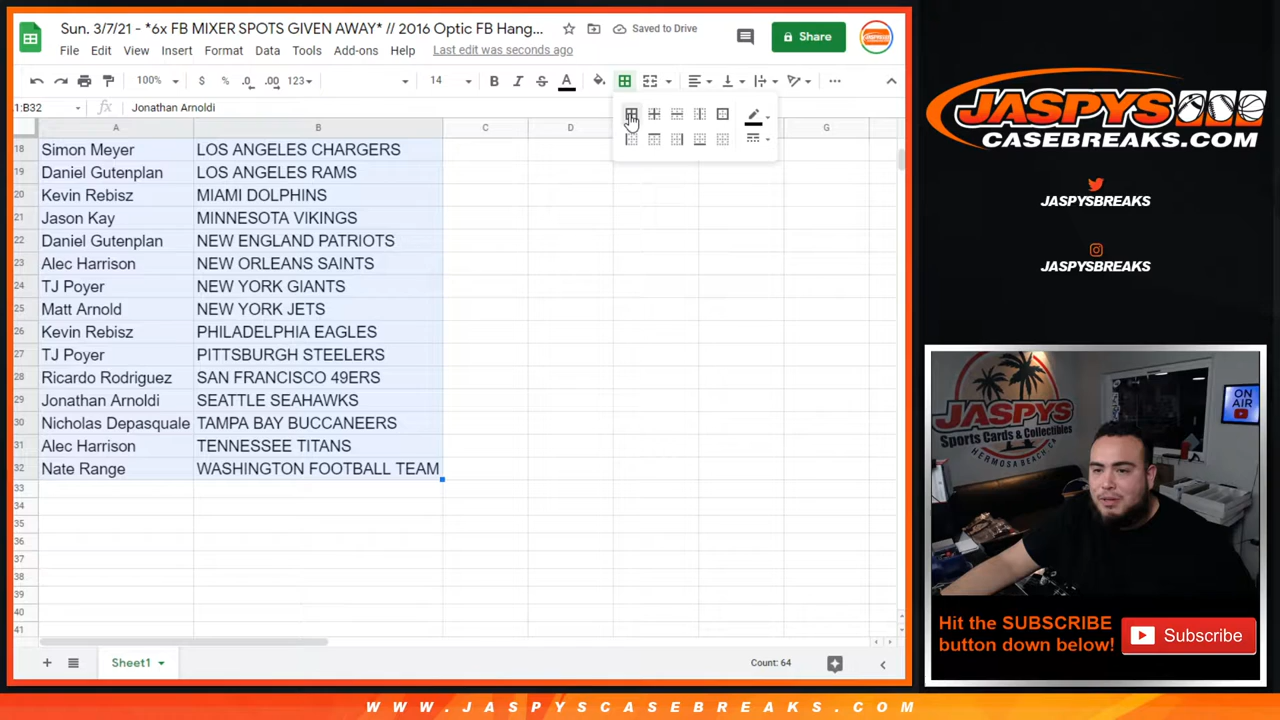 Sun. 3/7/21 - *6x FB MIXER SPOTS GIVEN AWAY* // 2016 Optic FB Hang...
Saved to Drive
Share
File Edit View Insert Format Data Tools Add-ons Help Last edit was seconds ago
100% $ % .0 .00 123 14 B I S A
1:B32 fx Jonathan Arnoldi
A B C D G
18 Simon Meyer LOS ANGELES CHARGERS
19 Daniel Gutenplan LOS ANGELES RAMS
20 Kevin Rebisz MIAMI DOLPHINS
21 Jason Kay MINNESOTA VIKINGS
22 Daniel Gutenplan NEW ENGLAND PATRIOTS
23 Alec Harrison NEW ORLEANS SAINTS
24 TJ Poyer NEW YORK GIANTS
25 Matt Arnold NEW YORK JETS
26 Kevin Rebisz PHILADELPHIA EAGLES
27 TJ Poyer PITTSBURGH STEELERS
28 Ricardo Rodriguez SAN FRANCISCO 49ERS
29 Jonathan Arnoldi SEATTLE SEAHAWKS
30 Nicholas Depasquale TAMPA BAY BUCCANEERS
31 Alec Harrison TENNESSEE TITANS
32 Nate Range WASHINGTON FOOTBALL TEAM
33
34
35
36
37
38
39
40
41
Sheet1
Count: 64
JASPYS
CASEBREAKS.COM
JASPYSBREAKS
JASPYSBREAKS
JASPYS
Sports Cards & Collectibles
HERMOSA BEACH, CA
ON AIR
Hit the SUBSCRIBE
button down below!
Subscribe
WWW.JASPYSCASEBREAKS.COM